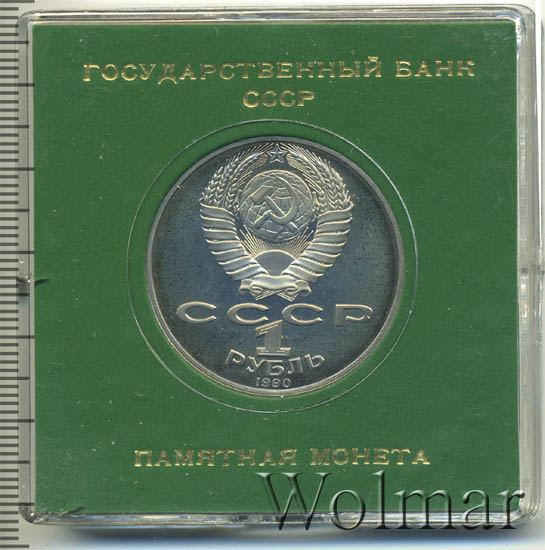 ГОСУДАРСТВЕННЫЙ БАНК
СССР
СССР
1
РУБЛЬ
1990
ПАМЯТНАЯ МОНЕТА
Wolmar